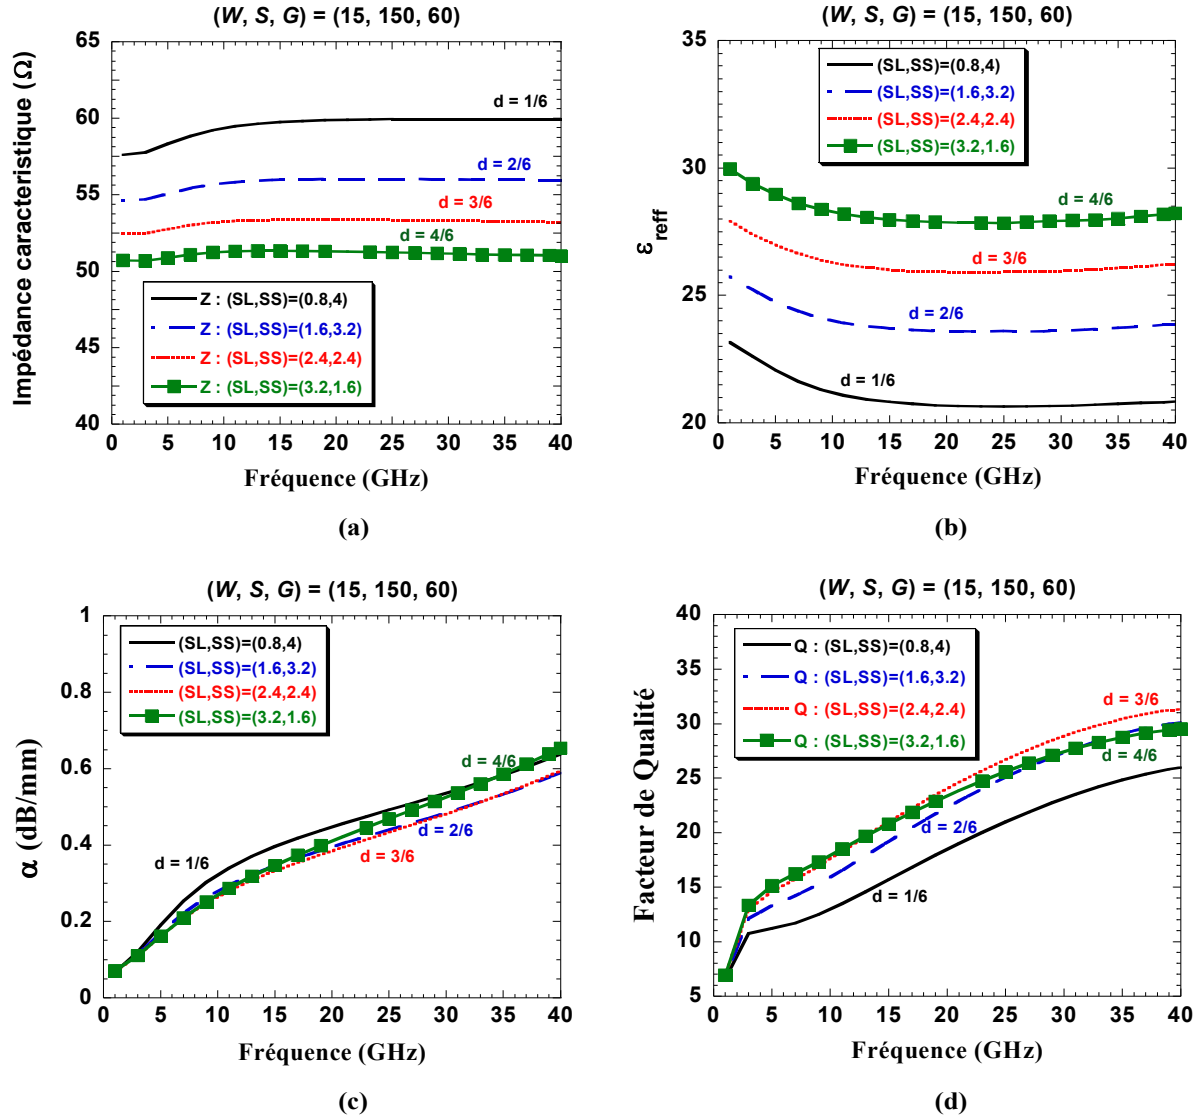 (W, S, G) = (15, 150, 60)
65
60
55
50
45
40
Impédance caracteristique (Ω)
d = 1/6
d = 2/6
d = 3/6
d = 4/6
Z : (SL,SS)=(0.8,4)
Z : (SL,SS)=(1.6,3.2)
Z : (SL,SS)=(2.4,2.4)
Z : (SL,SS)=(3.2,1.6)
0 5 10 15 20 25 30 35 40
Fréquence (GHz)
(a)
(W, S, G) = (15, 150, 60)
35
30
25
20
εreff
(SL,SS)=(0.8,4)
(SL,SS)=(1.6,3.2)
(SL,SS)=(2.4,2.4)
(SL,SS)=(3.2,1.6)
d = 4/6
d = 3/6
d = 2/6
d = 1/6
0 5 10 15 20 25 30 35 40
Fréquence (GHz)
(b)
(W, S, G) = (15, 150, 60)
1
0.8
0.6
0.4
0.2
0
α (dB/mm)
(SL,SS)=(0.8,4)
(SL,SS)=(1.6,3.2)
(SL,SS)=(2.4,2.4)
(SL,SS)=(3.2,1.6)
d = 4/6
d = 2/6
d = 3/6
d = 1/6
0 5 10 15 20 25 30 35 40
Fréquence (GHz)
(c)
(W, S, G) = (15, 150, 60)
40
35
30
25
20
15
10
5
Facteur de Qualité
Q : (SL,SS)=(0.8,4)
Q : (SL,SS)=(1.6,3.2)
Q : (SL,SS)=(2.4,2.4)
Q : (SL,SS)=(3.2,1.6)
d = 3/6
d = 4/6
d = 2/6
d = 1/6
0 5 10 15 20 25 30 35 40
Fréquence (GHz)
(d)